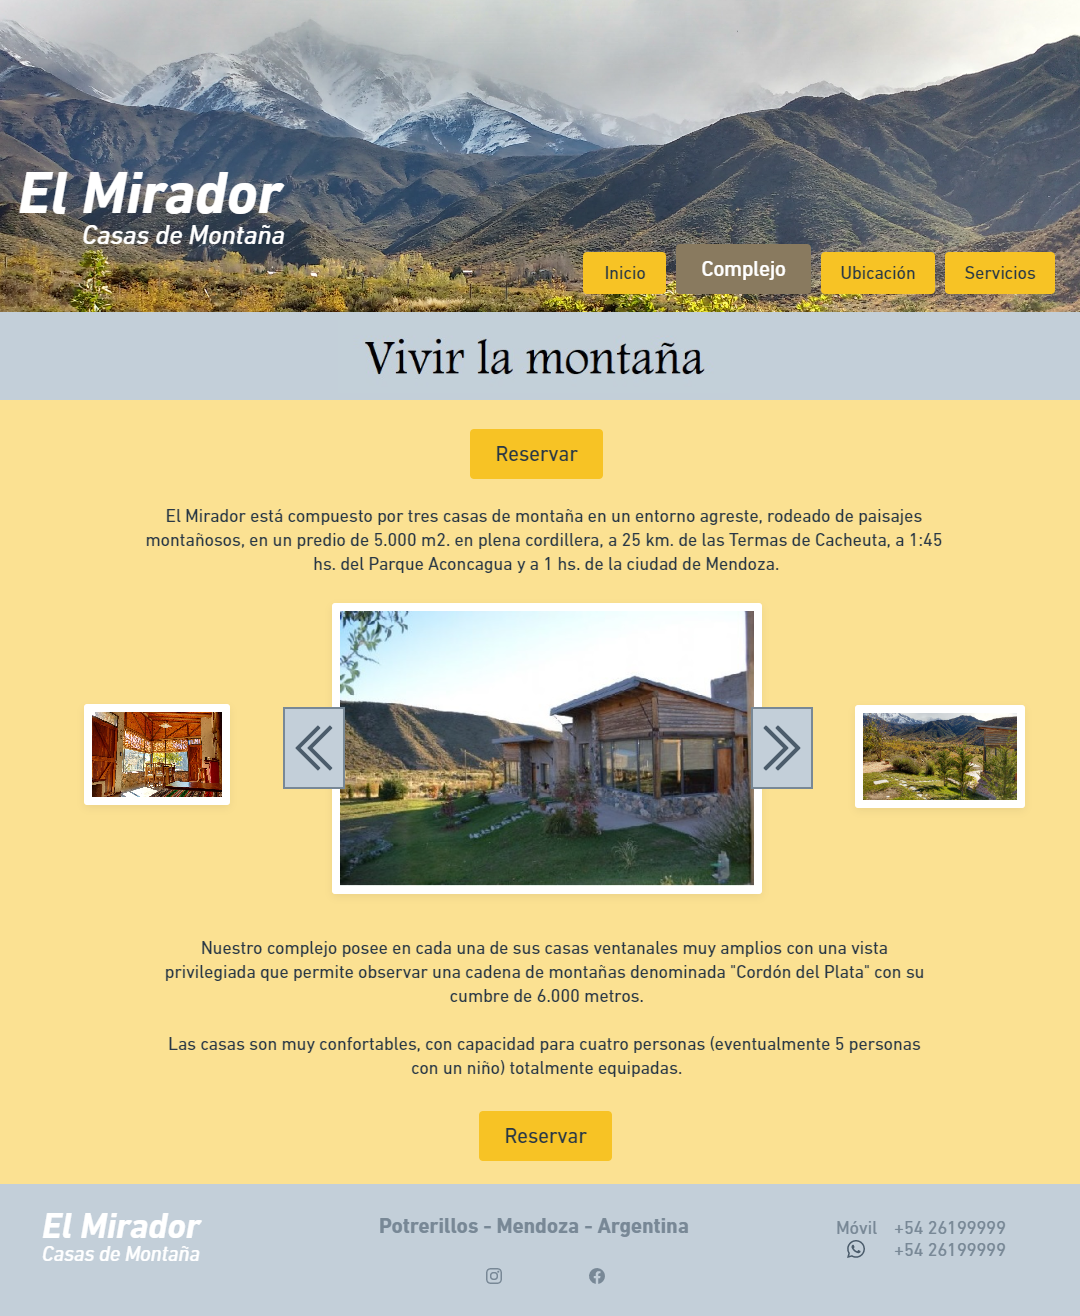 El Mirador
Casas de Montaña
Inicio
Complejo
Ubicación
Servicios
Vivir la montaña
Reservar
El Mirador está compuesto por tres casas de montaña en un entorno agreste, rodeado de paisajes
montañosos, en un predio de 5.000 m2. en plena cordillera, a 25 km. de las Termas de Cacheuta, a 1:45
hs. del Parque Aconcagua y a 1 hs. de la ciudad de Mendoza.
Nuestro complejo posee en cada una de sus casas ventanales muy amplios con una vista
privilegiada que permite observar una cadena de montañas denominada "Cordón del Plata" con su
cumbre de 6.000 metros.
Las casas son muy confortables, con capacidad para cuatro personas (eventualmente 5 personas
con un niño) totalmente equipadas.
Reservar
El Mirador
Casas de Montaña
Potrerillos - Mendoza - Argentina
Móvil +54 26199999
+54 26199999